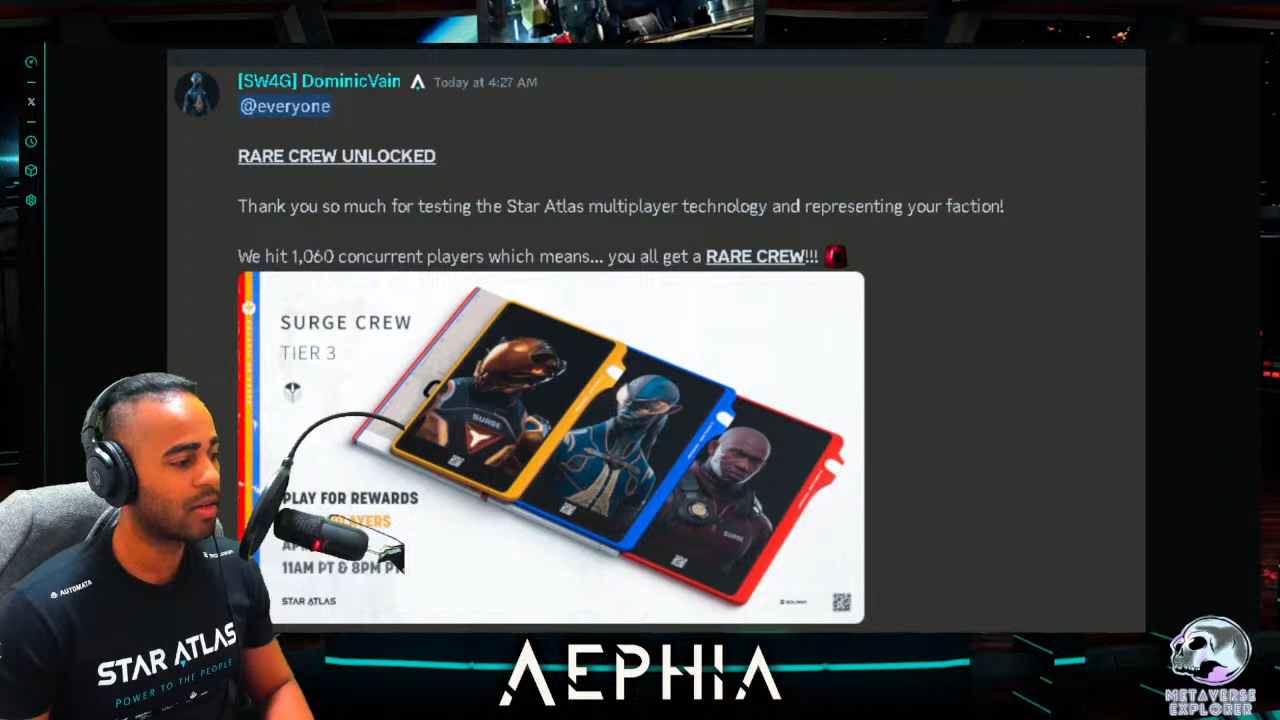 [SW4G] DominicVain Today at 4:27 AM
@everyone
RARE CREW UNLOCKED
Thank you so much for testing the Star Atlas multiplayer technology and representing your faction!
We hit 1,060 concurrent players which means... you all get a RARE CREW!!!
SURGE CREW
TIER 3
SURGE
SURGE
PLAY FOR REWARDS
11AM PT & 8PM PT
STAR ATLAS
SOLANA
AUTOMATA
STAR ATLAS
POWER TO THE PEOPLE
AEPHIA
METAVERSE
EXPLORER